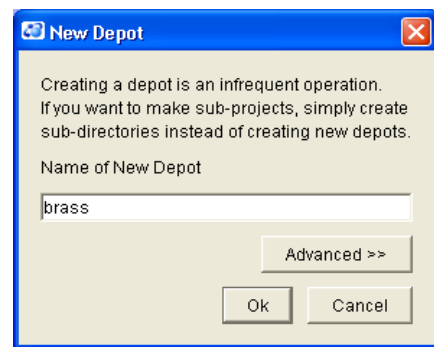 New Depot
Creating a depot is an infrequent operation.
If you want to make sub-projects, simply create
sub-directories instead of creating new depots.
Name of New Depot
brass
Advanced >>
Ok
Cancel